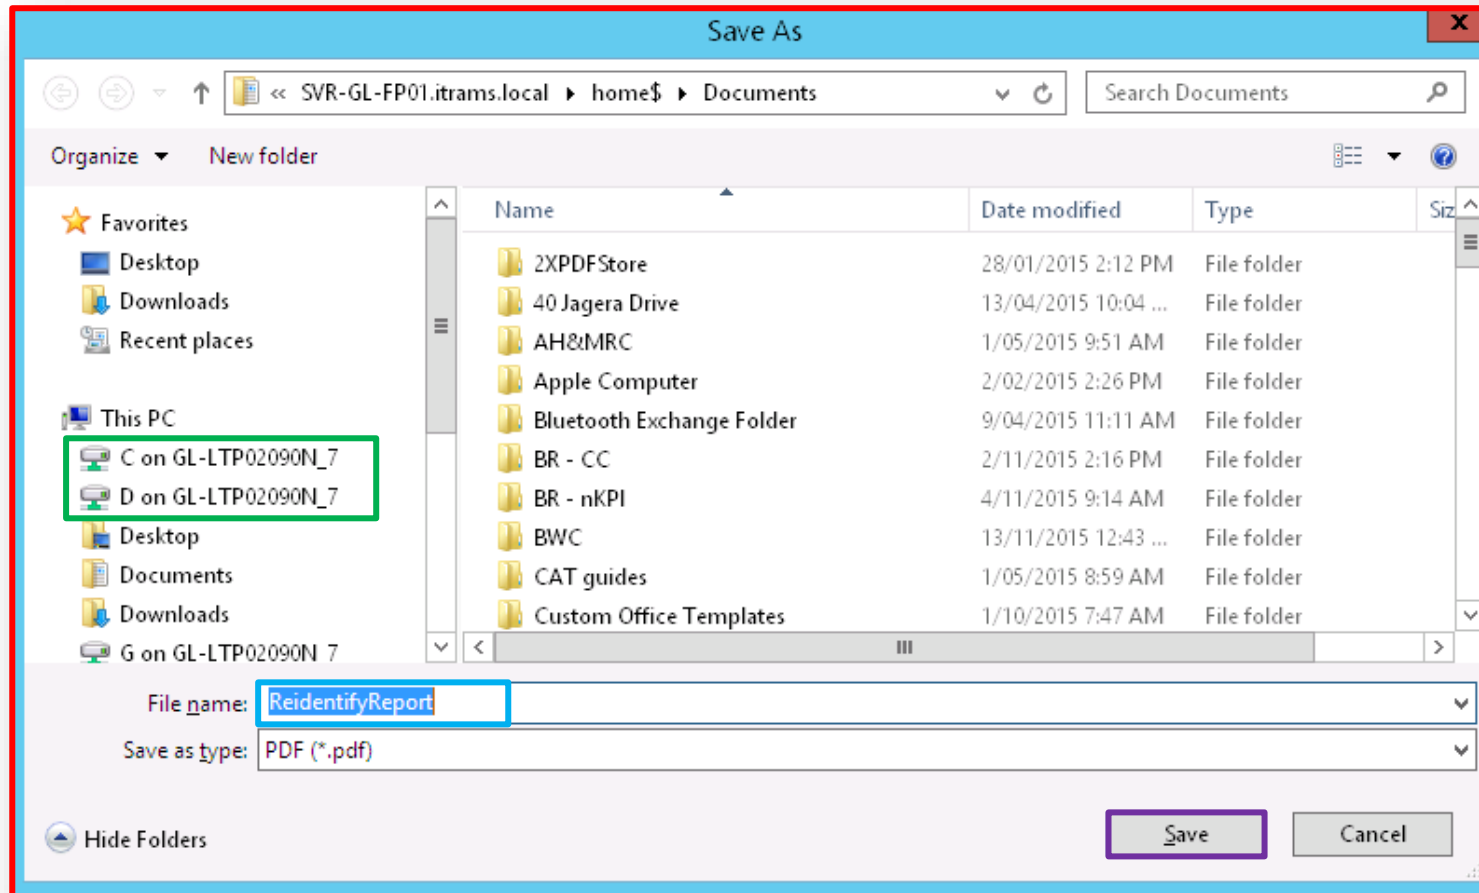 Save As
x
« SVR-GL-FP01.itrams.local ▸ home$ ▸ Documents Search Documents
Organize New folder ?
Favorites
Desktop
Downloads
Recent places
This PC
C on GL-LTP02090N_7
D on GL-LTP02090N_7
Desktop
Documents
Downloads
G on GL-LTP02090N_7
Name Date modified Type Siz
2XPDFStore 28/01/2015 2:12 PM File folder
40 Jagera Drive 13/04/2015 10:04 ... File folder
AH&MRC 1/05/2015 9:51 AM File folder
Apple Computer 2/02/2015 2:26 PM File folder
Bluetooth Exchange Folder 9/04/2015 11:11 AM File folder
BR - CC 2/11/2015 2:16 PM File folder
BR - nKPI 4/11/2015 9:14 AM File folder
BWC 13/11/2015 12:43 ... File folder
CAT guides 1/05/2015 8:59 AM File folder
Custom Office Templates 1/10/2015 7:47 AM File folder
File name: ReidentifyReport
Save as type: PDF (*.pdf)
Hide Folders Save Cancel